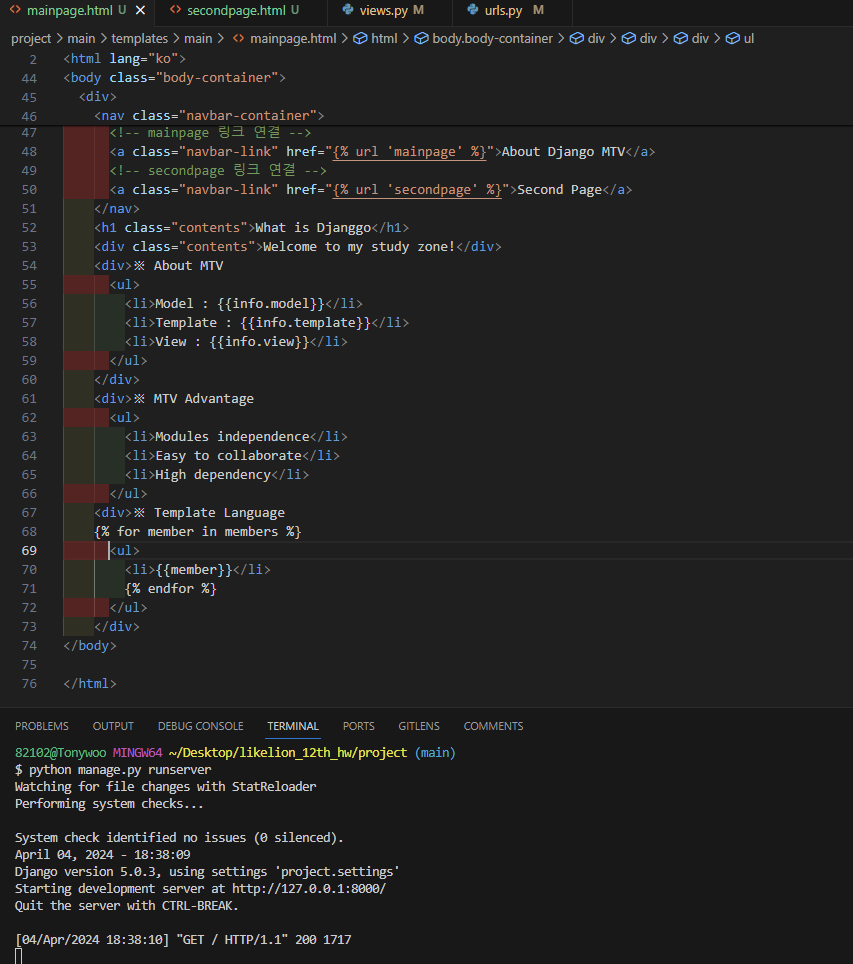 mainpage.html U
secondpage.html U
views.py M
urls.py M
project > main > templates > main > mainpage.html > html > body.body-container > div > div > div > ul
2 <html lang="ko">
44 <body class="body-container">
45 <div>
46 <nav class="navbar-container">
47 <!-- mainpage 링크 연결 -->
48 <a class="navbar-link" href="{% url 'mainpage' %}">About Django MTV</a>
49 <!-- secondpage 링크 연결 -->
50 <a class="navbar-link" href="{% url 'secondpage' %}">Second Page</a>
51 </nav>
52 <h1 class="contents">What is Djanggo</h1>
53 <div class="contents">Welcome to my study zone!</div>
54 <div>※ About MTV
55 <ul>
56 <li>Model : {{info.model}}</li>
57 <li>Template : {{info.template}}</li>
58 <li>View : {{info.view}}</li>
59 </ul>
60 </div>
61 <div>※ MTV Advantage
62 <ul>
63 <li>Modules independence</li>
64 <li>Easy to collaborate</li>
65 <li>High dependency</li>
66 </ul>
67 <div>※ Template Language
68 {% for member in members %}
69 <ul>
70 <li>{{member}}</li>
71 {% endfor %}
72 </ul>
73 </div>
74 </body>
75
76 </html>
PROBLEMS OUTPUT DEBUG CONSOLE TERMINAL PORTS GITLENS COMMENTS
82102@Tonywoo MINGW64 ~/Desktop/likelion_12th_hw/project (main)
$ python manage.py runserver
Watching for file changes with StatReloader
Performing system checks...
System check identified no issues (0 silenced).
April 04, 2024 - 18:38:09
Django version 5.0.3, using settings 'project.settings'
Starting development server at http://127.0.0.1:8000/
Quit the server with CTRL-BREAK.
[04/Apr/2024 18:38:10] "GET / HTTP/1.1" 200 1717